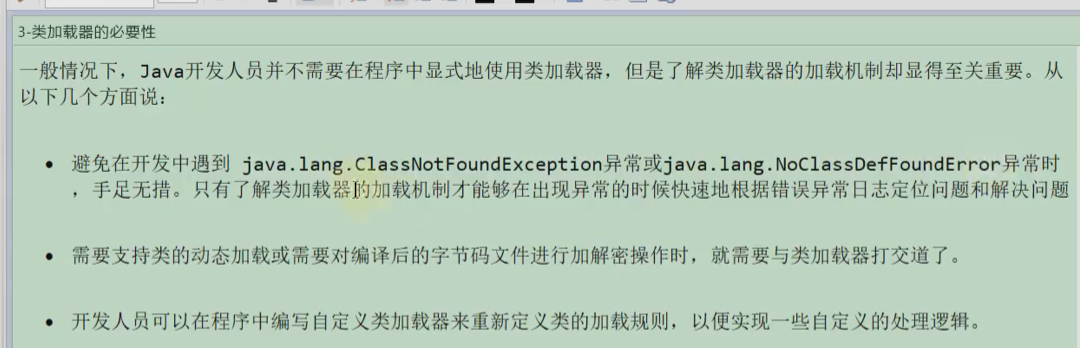 3-类加载器的必要性
一般情况下，Java开发人员并不需要在程序中显式地使用类加载器，但是了解类加载器的加载机制却显得至关重要。从
以下几个方面说：
• 避免在开发中遇到 java.lang.ClassNotFoundException异常或java.lang.NoClassDefFoundError异常时
，手足无措。只有了解类加载器的加载机制才能够在出现异常的时候快速地根据错误异常日志定位问题和解决问题
• 需要支持类的动态加载或需要对编译后的字节码文件进行加解密操作时，就需要与类加载器打交道了。
• 开发人员可以在程序中编写自定义类加载器来重新定义类的加载规则，以便实现一些自定义的处理逻辑。